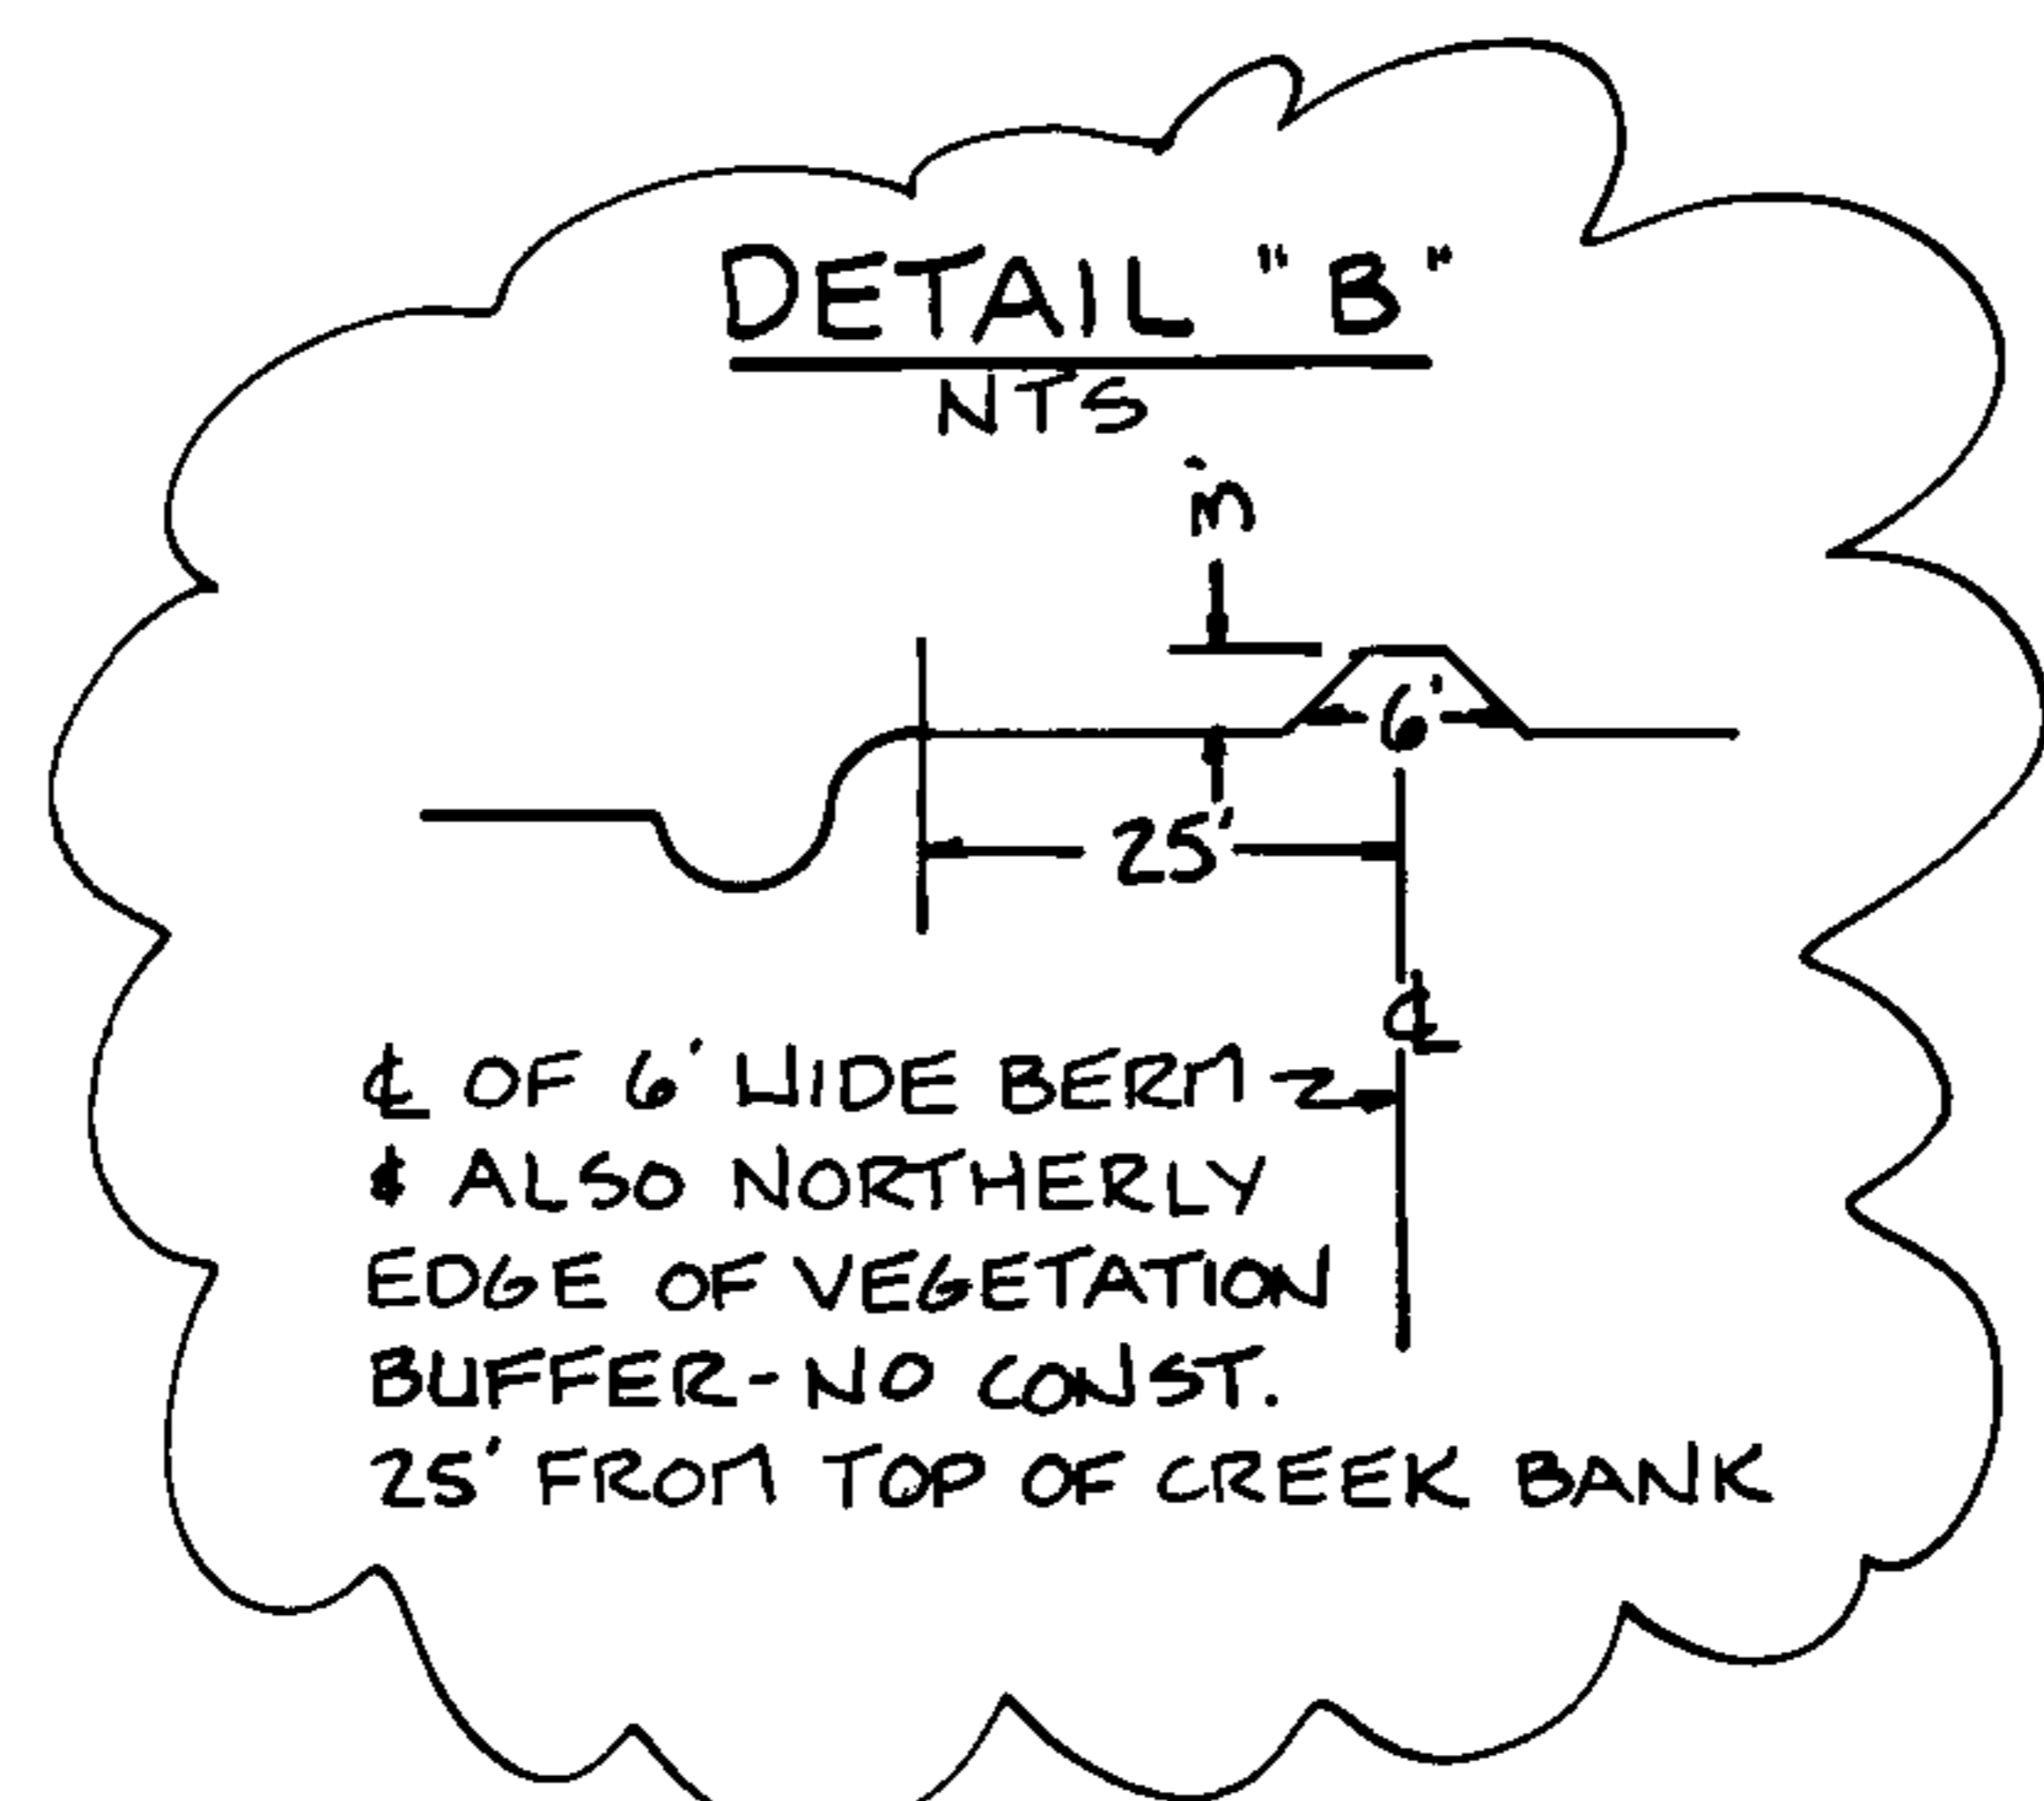 DETAIL "B"
NTS
3'
6'
25'
℄
℄ OF 6' WIDE BERM
& ALSO NORTHERLY
EDGE OF VEGETATION
BUFFER - NO CONST.
25' FROM TOP OF CREEK BANK